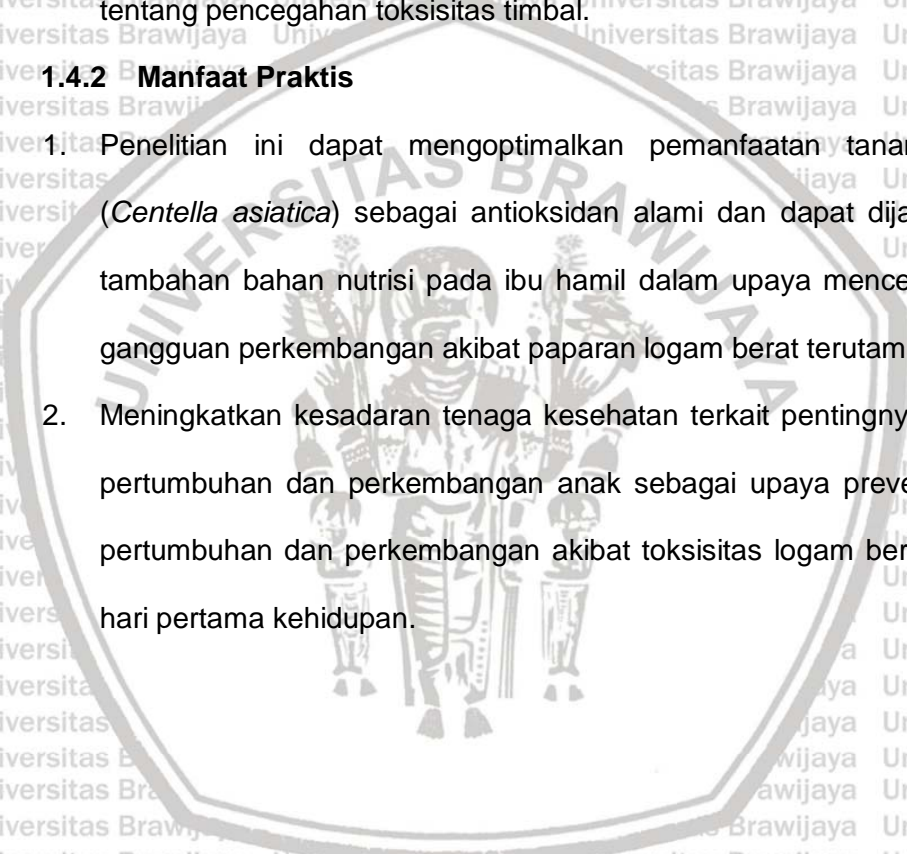 tentang pencegahan toksisitas timbal.
1.4.2 Manfaat Praktis
1. Penelitian ini dapat mengoptimalkan pemanfaatan
(Centella asiatica) sebagai antioksidan alami dan dapat
tambahan bahan nutrisi pada ibu hamil dalam upaya
gangguan perkembangan akibat paparan logam berat
2. Meningkatkan kesadaran tenaga kesehatan terkait
pertumbuhan dan perkembangan anak sebagai upaya
pertumbuhan dan perkembangan akibat toksisitas logam
hari pertama kehidupan.
UNIVERSITAS BRAWIJAYA